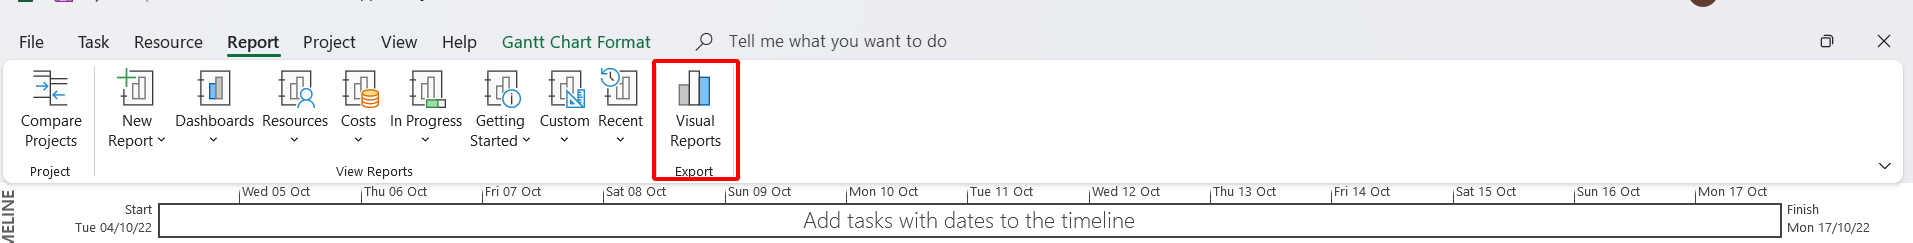 File Task Resource Report Project View Help Gantt Chart Format Tell me what you want to do
Compare Projects
New Report
Dashboards
Resources
Costs
In Progress
Getting Started
Custom
Recent
Visual Reports
Project
View Reports
Export
Wed 05 Oct Thu 06 Oct Fri 07 Oct Sat 08 Oct Sun 09 Oct Mon 10 Oct Tue 11 Oct Wed 12 Oct Thu 13 Oct Fri 14 Oct Sat 15 Oct Sun 16 Oct Mon 17 Oct
Start
Tue 04/10/22
Add tasks with dates to the timeline
Finish
Mon 17/10/22